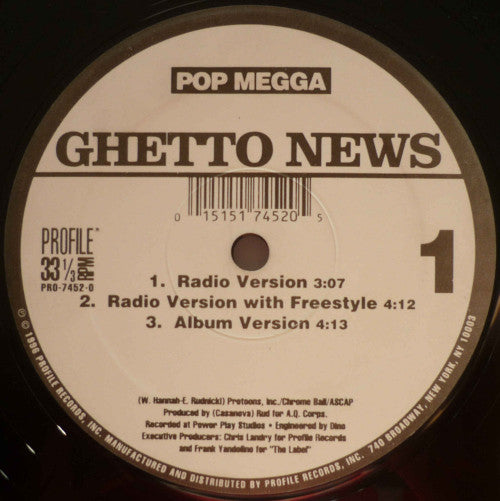 POP MEGGA
GHETTO NEWS
0 15151 74520 5
PROFILE
33 1/3 RPM
PRO-7452-0
1
1. Radio Version 3:07
2. Radio Version with Freestyle 4:12
3. Album Version 4:13
(W. Hannah-E. Rudnicki) Protoons, Inc./Chrome Ball/ASCAP
Produced by (Casanova) Rud for A.Q. Corps.
Recorded at Power Play Studios • Engineered by Dino
Executive Producers: Chris Landry for Profile Records
and Frank Yandolino for "The Label"
℗ © 1996 PROFILE RECORDS, INC. MANUFACTURED AND DISTRIBUTED BY PROFILE RECORDS, INC. 740 BROADWAY, NEW YORK, NY 10003